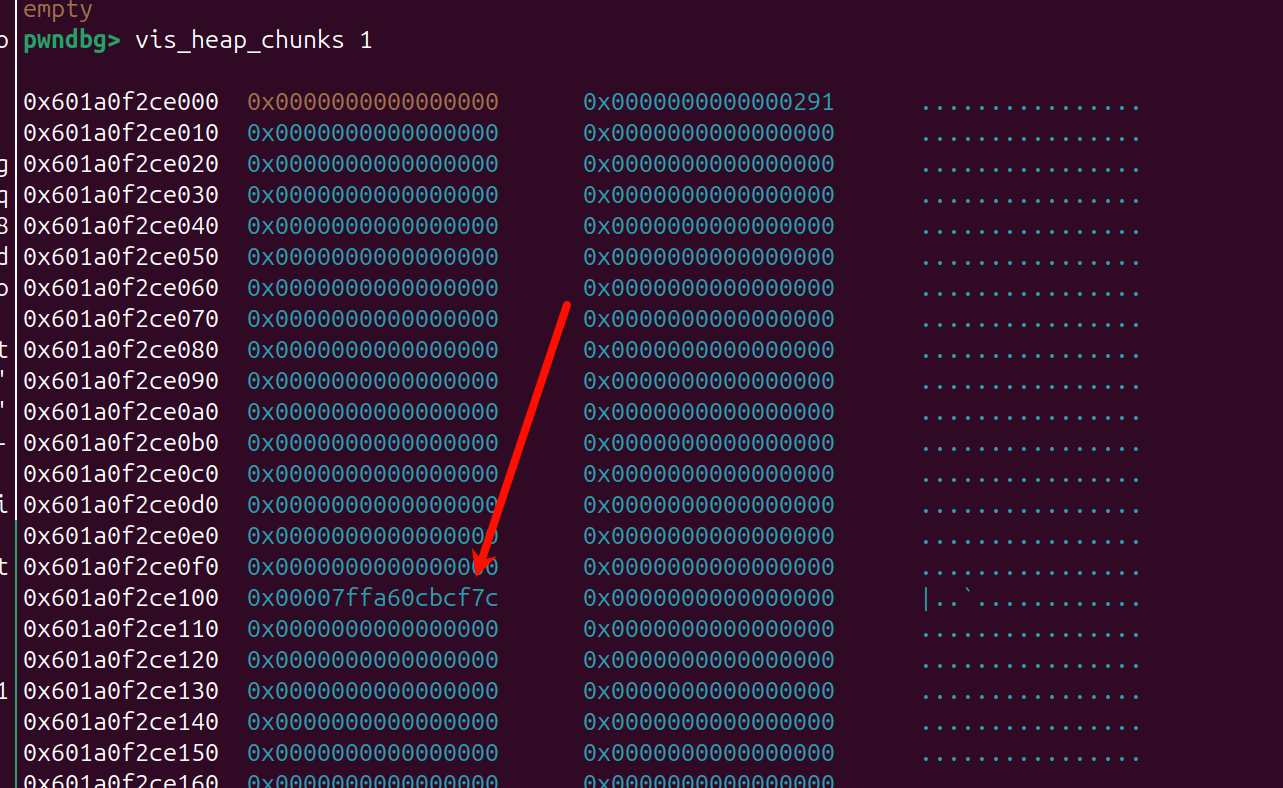 empty
pwndbg> vis_heap_chunks 1
0x601a0f2ce000 0x0000000000000000 0x0000000000000291 ................
0x601a0f2ce010 0x0000000000000000 0x0000000000000000 ................
g 0x601a0f2ce020 0x0000000000000000 0x0000000000000000 ................
q 0x601a0f2ce030 0x0000000000000000 0x0000000000000000 ................
8 0x601a0f2ce040 0x0000000000000000 0x0000000000000000 ................
d 0x601a0f2ce050 0x0000000000000000 0x0000000000000000 ................
o 0x601a0f2ce060 0x0000000000000000 0x0000000000000000 ................
0x601a0f2ce070 0x0000000000000000 0x0000000000000000 ................
t 0x601a0f2ce080 0x0000000000000000 0x0000000000000000 ................
" 0x601a0f2ce090 0x0000000000000000 0x0000000000000000 ................
" 0x601a0f2ce0a0 0x0000000000000000 0x0000000000000000 ................
- 0x601a0f2ce0b0 0x0000000000000000 0x0000000000000000 ................
0x601a0f2ce0c0 0x0000000000000000 0x0000000000000000 ................
i 0x601a0f2ce0d0 0x0000000000000000 0x0000000000000000 ................
0x601a0f2ce0e0 0x0000000000000000 0x0000000000000000 ................
t 0x601a0f2ce0f0 0x0000000000000000 0x0000000000000000 ................
0x601a0f2ce100 0x00007ffa60cbcf7c 0x0000000000000000 |..`............
0x601a0f2ce110 0x0000000000000000 0x0000000000000000 ................
0x601a0f2ce120 0x0000000000000000 0x0000000000000000 ................
1 0x601a0f2ce130 0x0000000000000000 0x0000000000000000 ................
0x601a0f2ce140 0x0000000000000000 0x0000000000000000 ................
0x601a0f2ce150 0x0000000000000000 0x0000000000000000 ................
0x601a0f2ce160 0x0000000000000000 0x0000000000000000